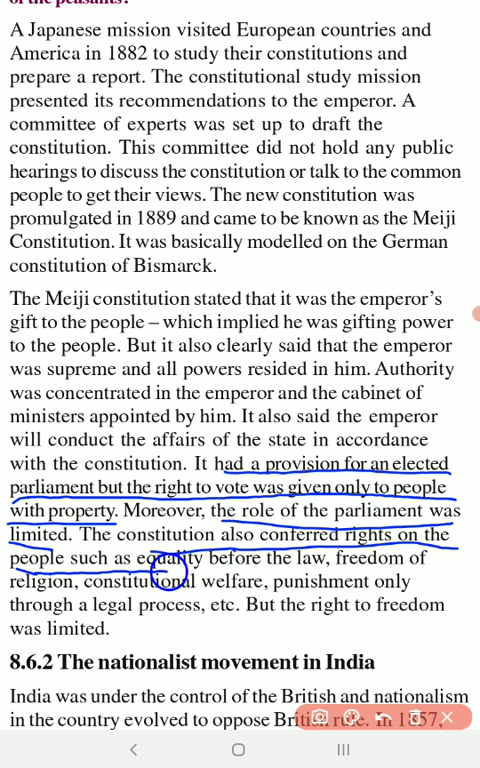 of the peasants?
A Japanese mission visited European countries and
America in 1882 to study their constitutions and
prepare a report. The constitutional study mission
presented its recommendations to the emperor. A
committee of experts was set up to draft the
constitution. This committee did not hold any public
hearings to discuss the constitution or talk to the common
people to get their views. The new constitution was
promulgated in 1889 and came to be known as the Meiji
Constitution. It was basically modelled on the German
constitution of Bismarck.
The Meiji constitution stated that it was the emperor's
gift to the people – which implied he was gifting power
to the people. But it also clearly said that the emperor
was supreme and all powers resided in him. Authority
was concentrated in the emperor and the cabinet of
ministers appointed by him. It also said the emperor
will conduct the affairs of the state in accordance
with the constitution. It had a provision for an elected
parliament but the right to vote was given only to people
with property. Moreover, the role of the parliament was
limited. The constitution also conferred rights on the
people such as equality before the law, freedom of
religion, constitutional welfare, punishment only
through a legal process, etc. But the right to freedom
was limited.
8.6.2 The nationalist movement in India
India was under the control of the British and nationalism
in the country evolved to oppose British rule. In 1857,